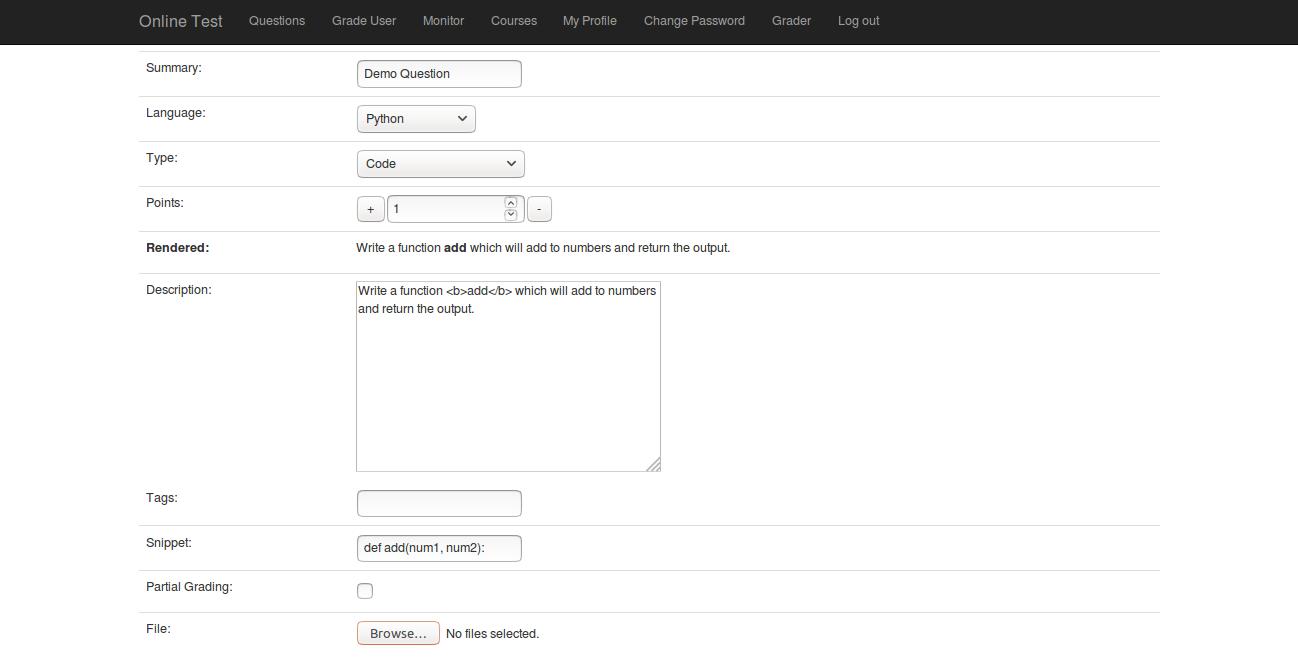 Online Test Questions Grade User Monitor Courses My Profile Change Password Grader Log out
Summary: Demo Question
Language: Python
Type: Code
Points: + 1 -
Rendered: Write a function add which will add to numbers and return the output.
Description: Write a function <b>add</b> which will add to numbers
and return the output.
Tags:
Snippet: def add(num1, num2):
Partial Grading:
File: Browse... No files selected.